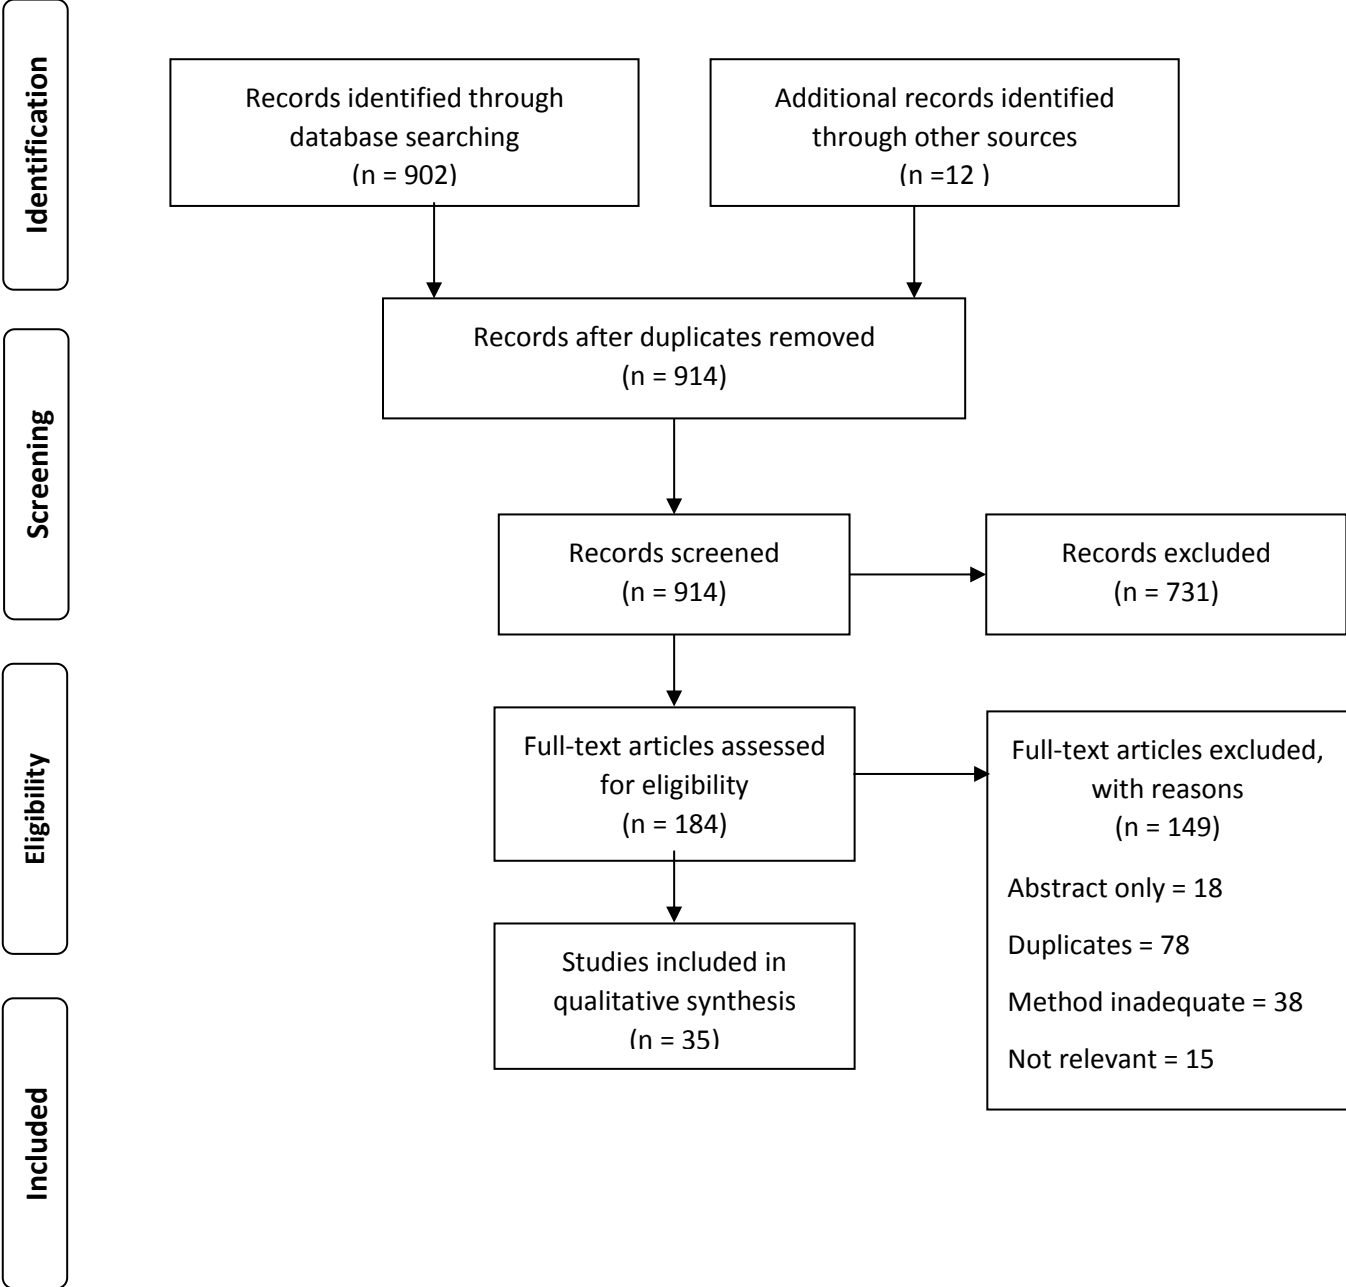 Identification
Records identified through
database searching
(n = 902)
Additional records identified
through other sources
(n =12 )
Records after duplicates removed
(n = 914)
Screening
Records screened
(n = 914)
Records excluded
(n = 731)
Eligibility
Full-text articles assessed
for eligibility
(n = 184)
Full-text articles excluded,
with reasons
(n = 149)
Abstract only = 18
Duplicates = 78
Method inadequate = 38
Not relevant = 15
Studies included in
qualitative synthesis
(n = 35)
Included